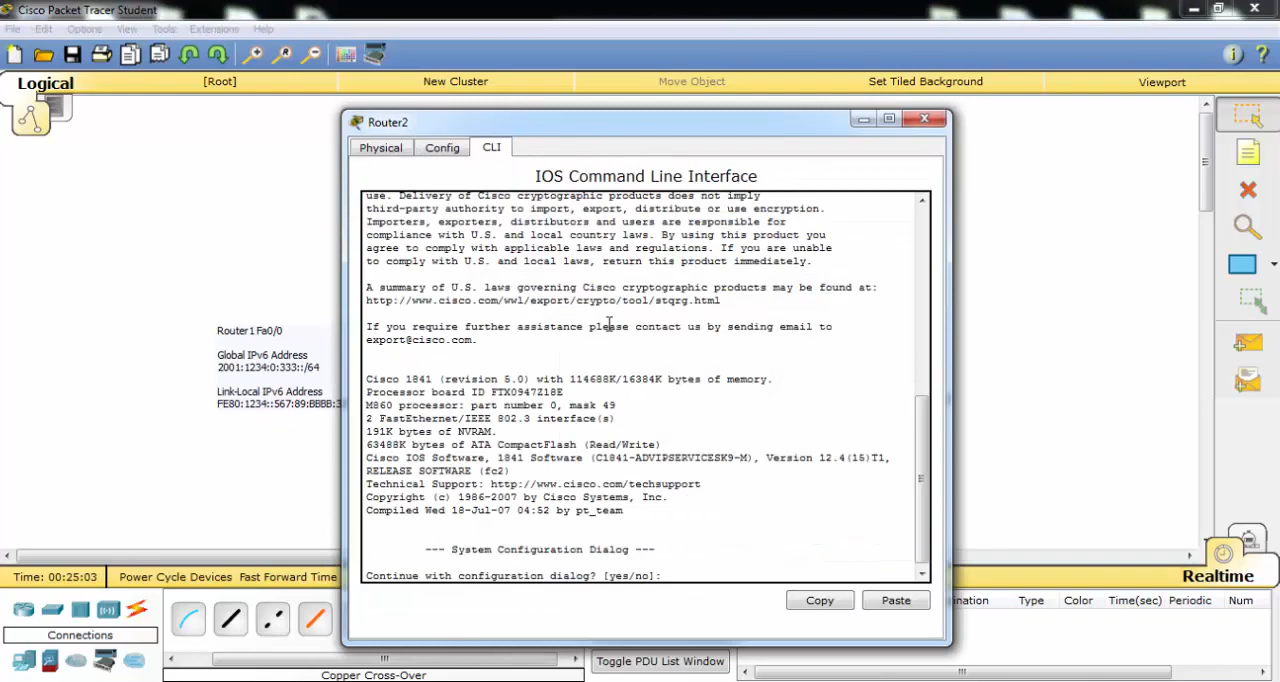 Cisco Packet Tracer Student
File Edit Options View Tools Extensions Help
Logical
[Root]
New Cluster
Move Object
Set Tiled Background
Viewport
Router2
Physical
Config
CLI
IOS Command Line Interface
use. Delivery of Cisco cryptographic products does not imply
third-party authority to import, export, distribute or use encryption.
Importers, exporters, distributors and users are responsible for
compliance with U.S. and local country laws. By using this product you
agree to comply with applicable laws and regulations. If you are unable
to comply with U.S. and local laws, return this product immediately.
A summary of U.S. laws governing Cisco cryptographic products may be found at:
http://www.cisco.com/wwl/export/crypto/tool/stqrg.html
If you require further assistance please contact us by sending email to
export@cisco.com.
Cisco 1841 (revision 5.0) with 114688K/16384K bytes of memory.
Processor board ID FTX0947Z18E
M860 processor: part number 0, mask 49
2 FastEthernet/IEEE 802.3 interface(s)
191K bytes of NVRAM.
63488K bytes of ATA CompactFlash (Read/Write)
Cisco IOS Software, 1841 Software (C1841-ADVIPSERVICESK9-M), Version 12.4(15)T1,
RELEASE SOFTWARE (fc2)
Technical Support: http://www.cisco.com/techsupport
Copyright (c) 1986-2007 by Cisco Systems, Inc.
Compiled Wed 18-Jul-07 04:52 by pt_team
--- System Configuration Dialog ---
Continue with configuration dialog? [yes/no]:
Copy
Paste
Router1 Fa0/0
Global IPv6 Address
2001:1234:0:333::/64
Link-Local IPv6 Address
FE80:1234::567:89:BBBB:3
Time: 00:25:03
Power Cycle Devices Fast Forward Time
Realtime
Connections
Copper Cross-Over
Toggle PDU List Window
ination Type Color Time(sec) Periodic Num